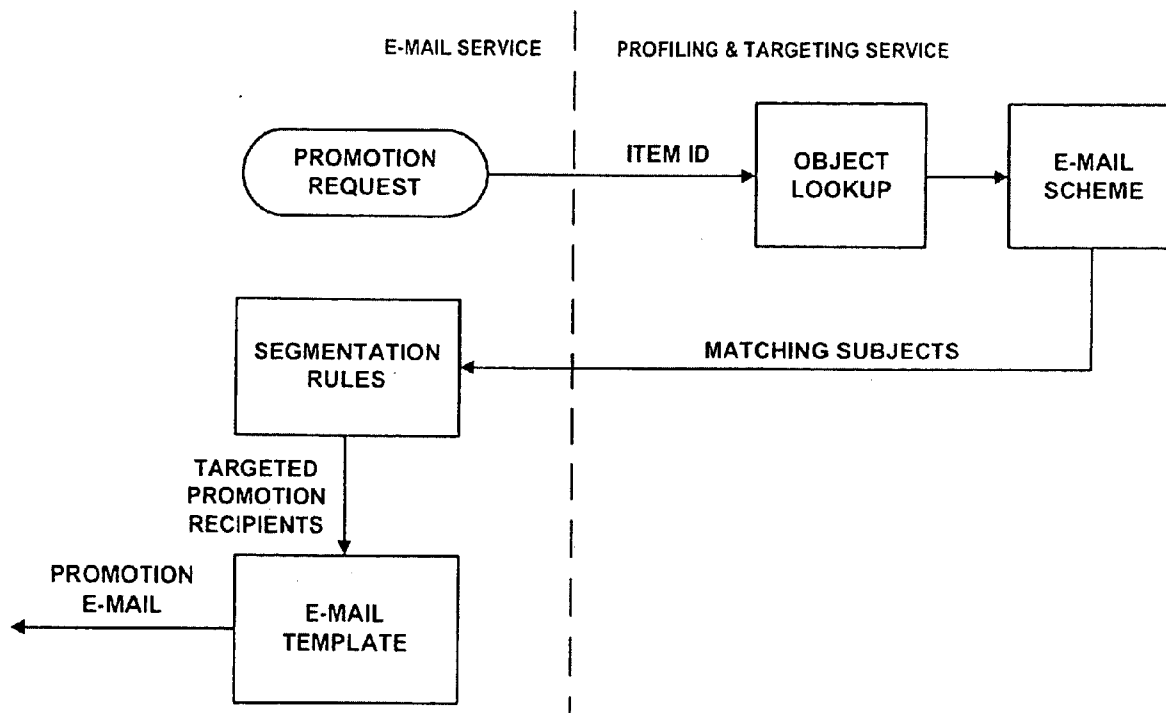 E-MAIL SERVICE
PROFILING & TARGETING SERVICE
PROMOTION
REQUEST
ITEM ID
OBJECT
LOOKUP
E-MAIL
SCHEME
MATCHING SUBJECTS
SEGMENTATION
RULES
TARGETED
PROMOTION
RECIPIENTS
PROMOTION
E-MAIL
E-MAIL
TEMPLATE